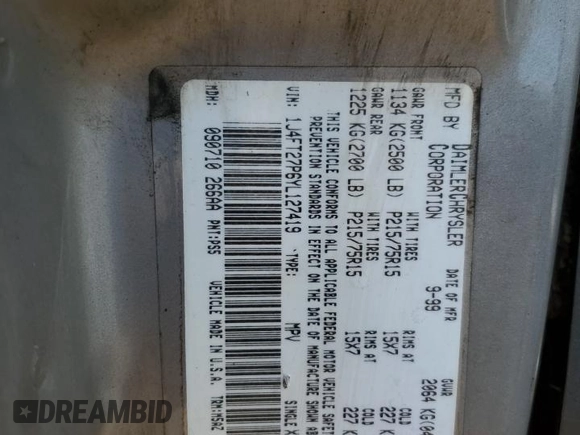 MFD BY DAIMLERCHRYSLER CORPORATION
DATE OF MFR 9-99
GVWR 2064 KG
GAWR FRONT 1134 KG(2500 LB)
WITH TIRES P215/75R15
RIMS AT 15X7
COLD 227
GAWR REAR 1225 KG(2700 LB)
WITH TIRES P215/75R15
RIMS AT 15X7
COLD 227
THIS VEHICLE CONFORMS TO ALL APPLICABLE FEDERAL MOTOR VEHICLE SAFETY
PREVENTION STANDARDS IN EFFECT ON THE DATE OF MANUFACTURE SHOWN
VIN: 1J4FT27P6YL127419 TYPE: MPV SINGLE
MDH: 090710 266AA PNT:PS5 VEHICLE MADE IN U.S.A.
DREAMBID